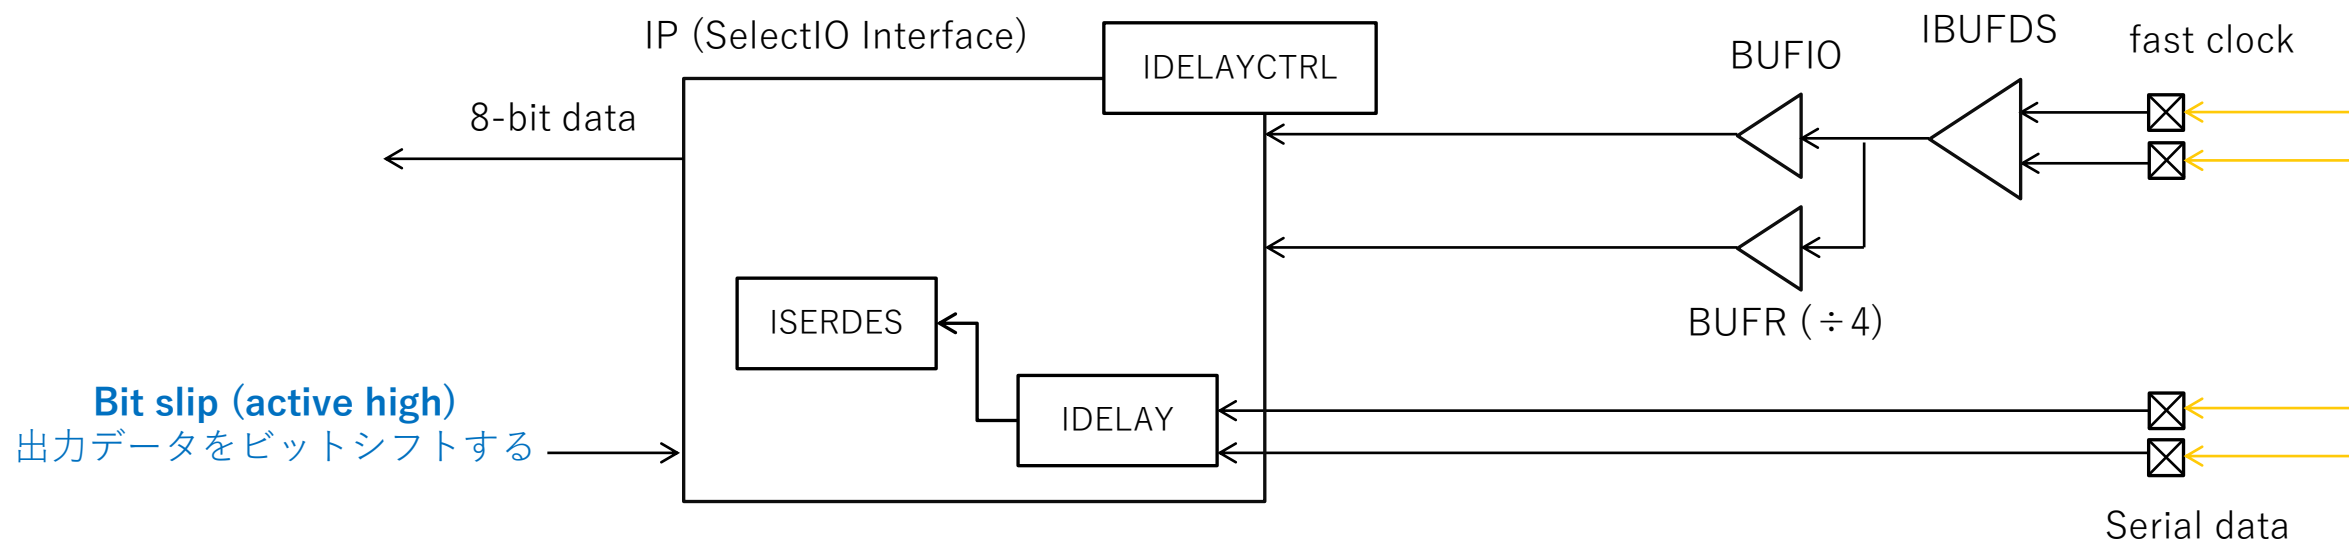 IP (SelectIO Interface)
IDELAYCTRL
BUFIO
IBUFDS
fast clock
8-bit data
ISERDES
BUFR (÷4)
Bit slip (active high)
出力データをビットシフトする
IDELAY
Serial data